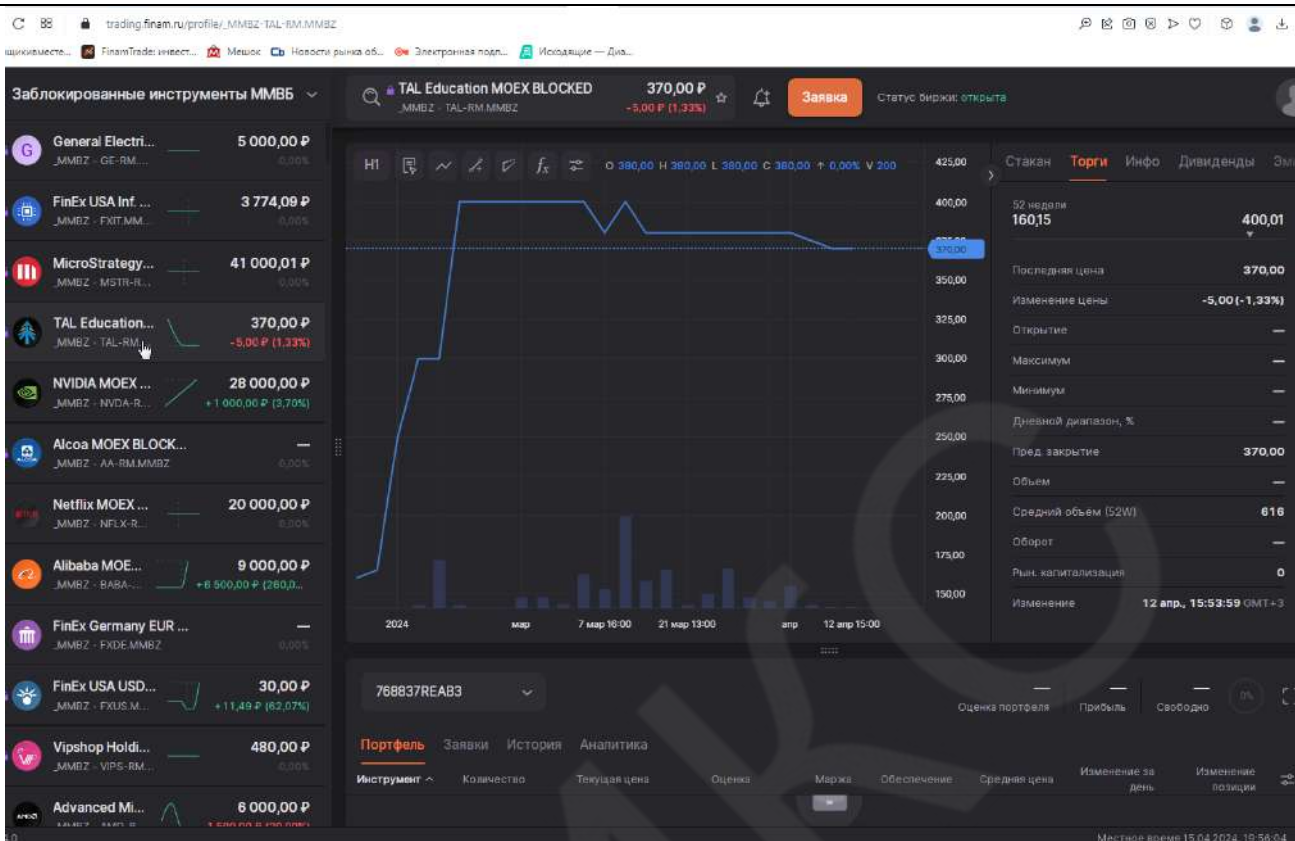 trading.finam.ru/profile/_MMBZ-TAL-RM.MMBZ
щикивместе... FinamTrade: инвест... Мешок Новости рынка об... Электронная подп... Исходящие — Диа...
Заблокированные инструменты ММВБ
TAL Education MOEX BLOCKED 370,00 ₽
_MMBZ - TAL-RM.MMBZ -5,00 ₽ (1,33%)
Заявка Статус биржи: открыта
General Electri... 5 000,00 ₽
_MMBZ - GE-RM.... 0,00%
FinEx USA Inf. ... 3 774,09 ₽
_MMBZ - FXIT.MM... 0,00%
MicroStrategy... 41 000,01 ₽
_MMBZ - MSTR-R... 0,00%
TAL Education... 370,00 ₽
_MMBZ - TAL-RM... -5,00 ₽ (1,33%)
NVIDIA MOEX ... 28 000,00 ₽
_MMBZ - NVDA-R... +1 000,00 ₽ (3,70%)
Alcoa MOEX BLOCK... —
_MMBZ - AA-RM.MMBZ 0,00%
Netflix MOEX ... 20 000,00 ₽
_MMBZ - NFLX-R... 0,00%
Alibaba MOE... 9 000,00 ₽
_MMBZ - BABA-... +6 500,00 ₽ (260,0...
FinEx Germany EUR ... —
_MMBZ - FXDE.MMBZ 0,00%
FinEx USA USD... 30,00 ₽
_MMBZ - FXUS.M... +11,49 ₽ (62,07%)
Vipshop Holdi... 480,00 ₽
_MMBZ - VIPS-RM... 0,00%
Advanced Mi... 6 000,00 ₽
H1 fx O 380,00 H 380,00 L 380,00 C 380,00 ↑ 0,00% V 200
425,00
400,00
370,00
350,00
325,00
300,00
275,00
250,00
225,00
200,00
175,00
150,00
2024 мар 7 мар 16:00 21 мар 13:00 апр 12 апр 15:00
Стакан Торги Инфо Дивиденды Эми
52 недели
160,15 400,01
Последняя цена 370,00
Изменение цены -5,00 (-1,33%)
Открытие —
Максимум —
Минимум —
Дневной диапазон, % —
Пред. закрытие 370,00
Объем —
Средний объём (52W) 616
Оборот —
Рын. капитализация 0
Изменение 12 апр., 15:53:59 GMT+3
768837REAB3
— — — 0%
Оценка портфеля Прибыль Свободно
Портфель Заявки История Аналитика
Инструмент Количество Текущая цена Оценка Маржа Обеспечение Средняя цена Изменение за день Изменение позиции
Местное время 15.04.2024, 19:56:04